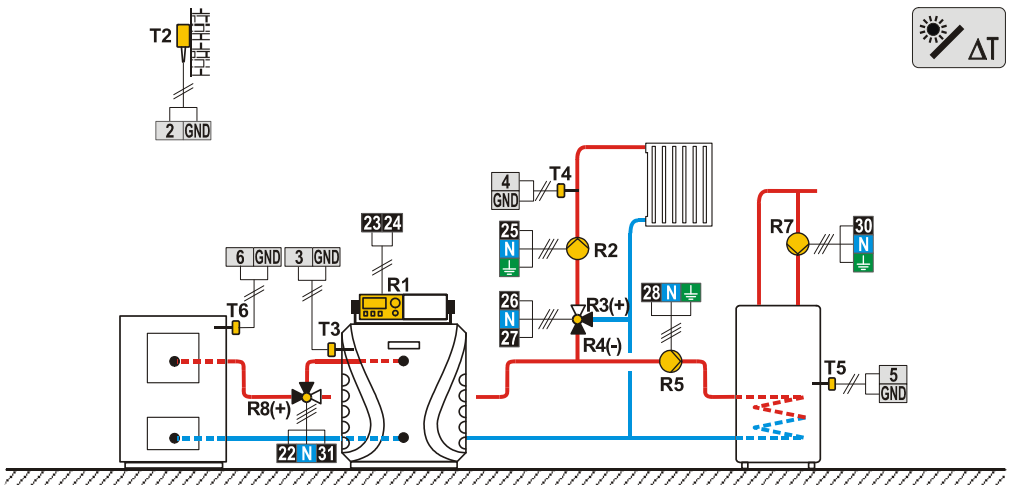 T2
2 GND
ΔT
4
GND
T4
25
N
R2
R7
30
N
23 24
6 GND
3 GND
R1
26
N
27
R3(+)
R4(-)
28 N
T6
T3
R5
T5
5
GND
R8(+)
22 N 31